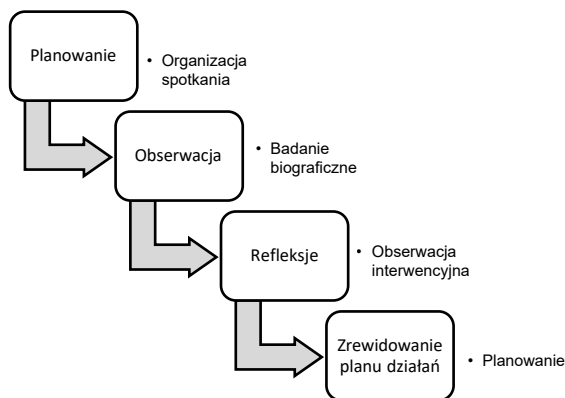 Planowanie
• Organizacja
spotkania
Obserwacja
• Badanie
biograficzne
Refleksje
• Obserwacja
interwencyjna
Zrewidowanie
planu działań
• Planowanie